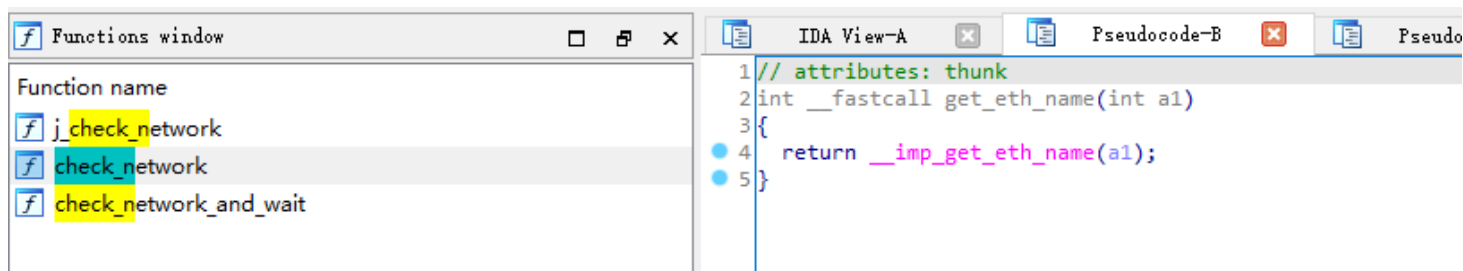 Functions window
IDA View-A
Pseudocode-B
Pseudo
Function name
j_check_network
check_network
check_network_and_wait
1 // attributes: thunk
2 int __fastcall get_eth_name(int a1)
3 {
4 return __imp_get_eth_name(a1);
5 }